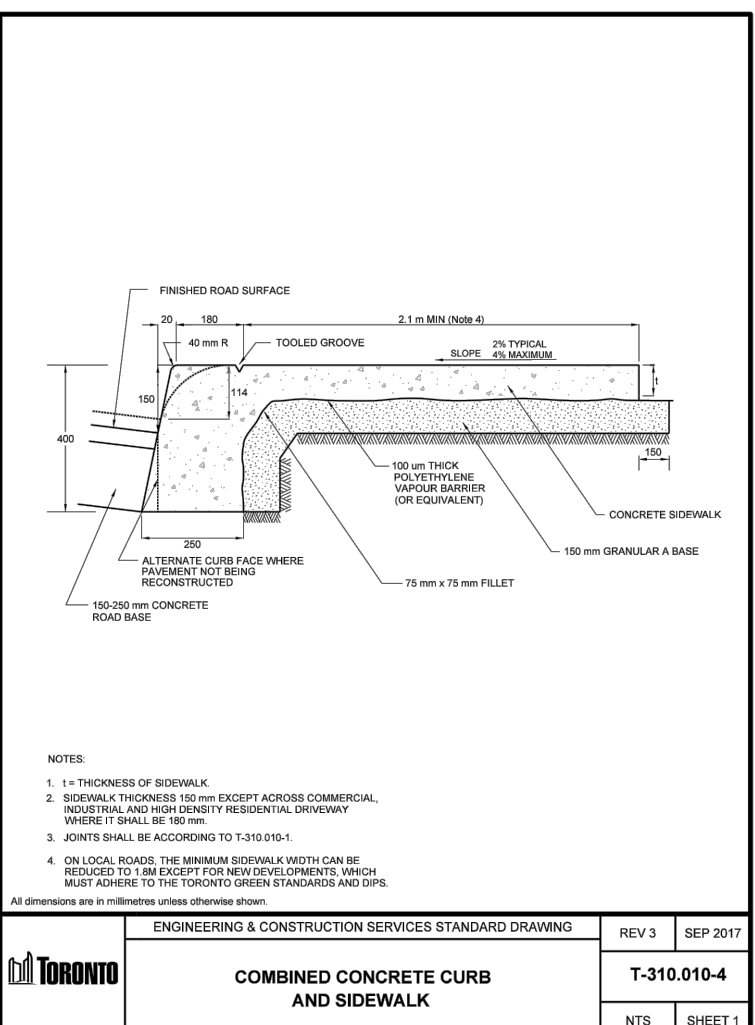 FINISHED ROAD SURFACE
20
180
2.1 m MIN (Note 4)
40 mm R
TOOLED GROOVE
SLOPE
2% TYPICAL
4% MAXIMUM
150
114
t
400
150
100 um THICK
POLYETHYLENE
VAPOUR BARRIER
(OR EQUIVALENT)
CONCRETE SIDEWALK
250
150 mm GRANULAR A BASE
ALTERNATE CURB FACE WHERE
PAVEMENT NOT BEING
RECONSTRUCTED
75 mm x 75 mm FILLET
150-250 mm CONCRETE
ROAD BASE
NOTES:
1. t = THICKNESS OF SIDEWALK.
2. SIDEWALK THICKNESS 150 mm EXCEPT ACROSS COMMERCIAL,
INDUSTRIAL AND HIGH DENSITY RESIDENTIAL DRIVEWAY
WHERE IT SHALL BE 180 mm.
3. JOINTS SHALL BE ACCORDING TO T-310.010-1.
4. ON LOCAL ROADS, THE MINIMUM SIDEWALK WIDTH CAN BE
REDUCED TO 1.8M EXCEPT FOR NEW DEVELOPMENTS, WHICH
MUST ADHERE TO THE TORONTO GREEN STANDARDS AND DIPS.
All dimensions are in millimetres unless otherwise shown.
ENGINEERING & CONSTRUCTION SERVICES STANDARD DRAWING
REV 3
SEP 2017
TORONTO
COMBINED CONCRETE CURB
AND SIDEWALK
T-310.010-4
NTS
SHEET 1